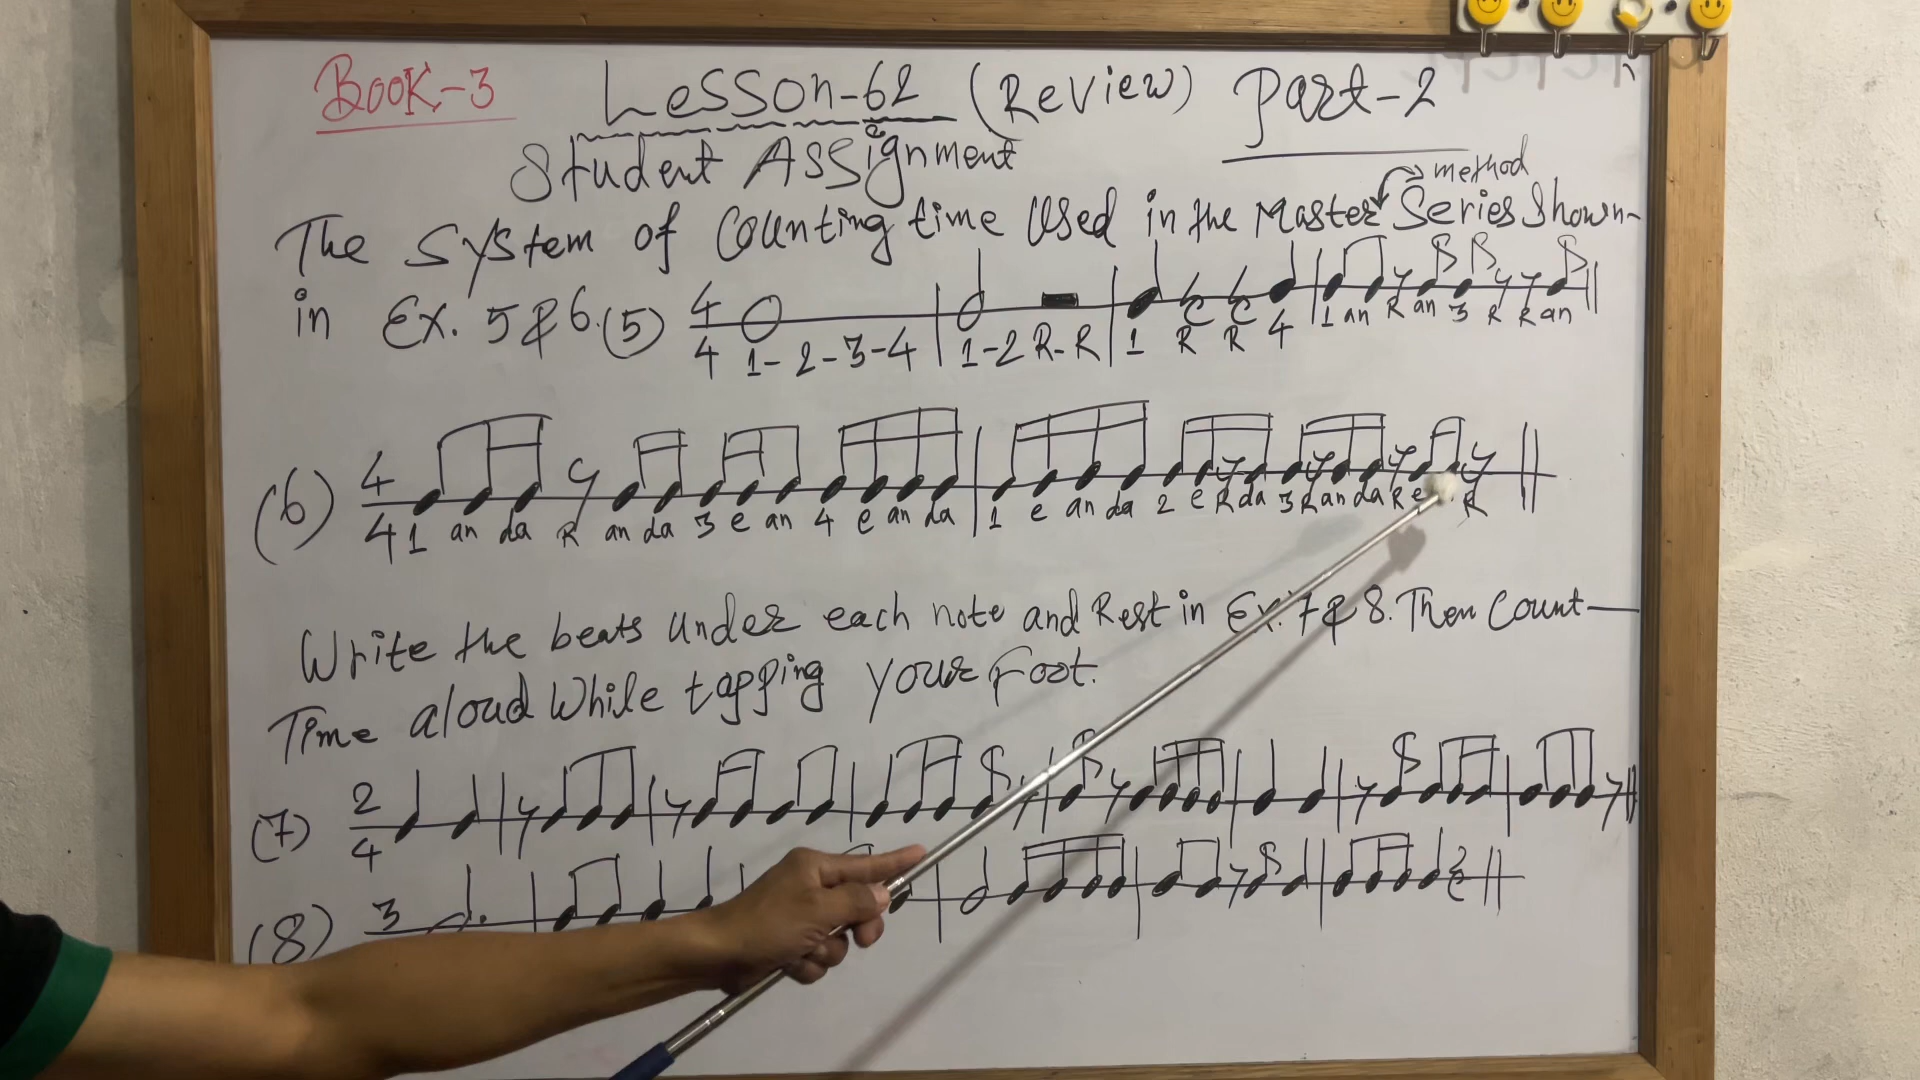 BOOK-3 Lesson-62 (Review) Part-2
Student Assignment
method
The System of Counting time Used in the Master Series Shown-
in Ex. 5 & 6. (5) 4 4
1-2-3-4 1-2 R-R 1 R R 4 1 an R an 3 R R an
(6) 4 4
1 an da R an da 3 e an 4 e an da 1 e an da 2 e R da 3 R an da R e R
Write the beats Under each note and Rest in Ex. 7 & 8. Then Count
Time aloud While tapping your Foot.
(7) 2 4
(8) 3